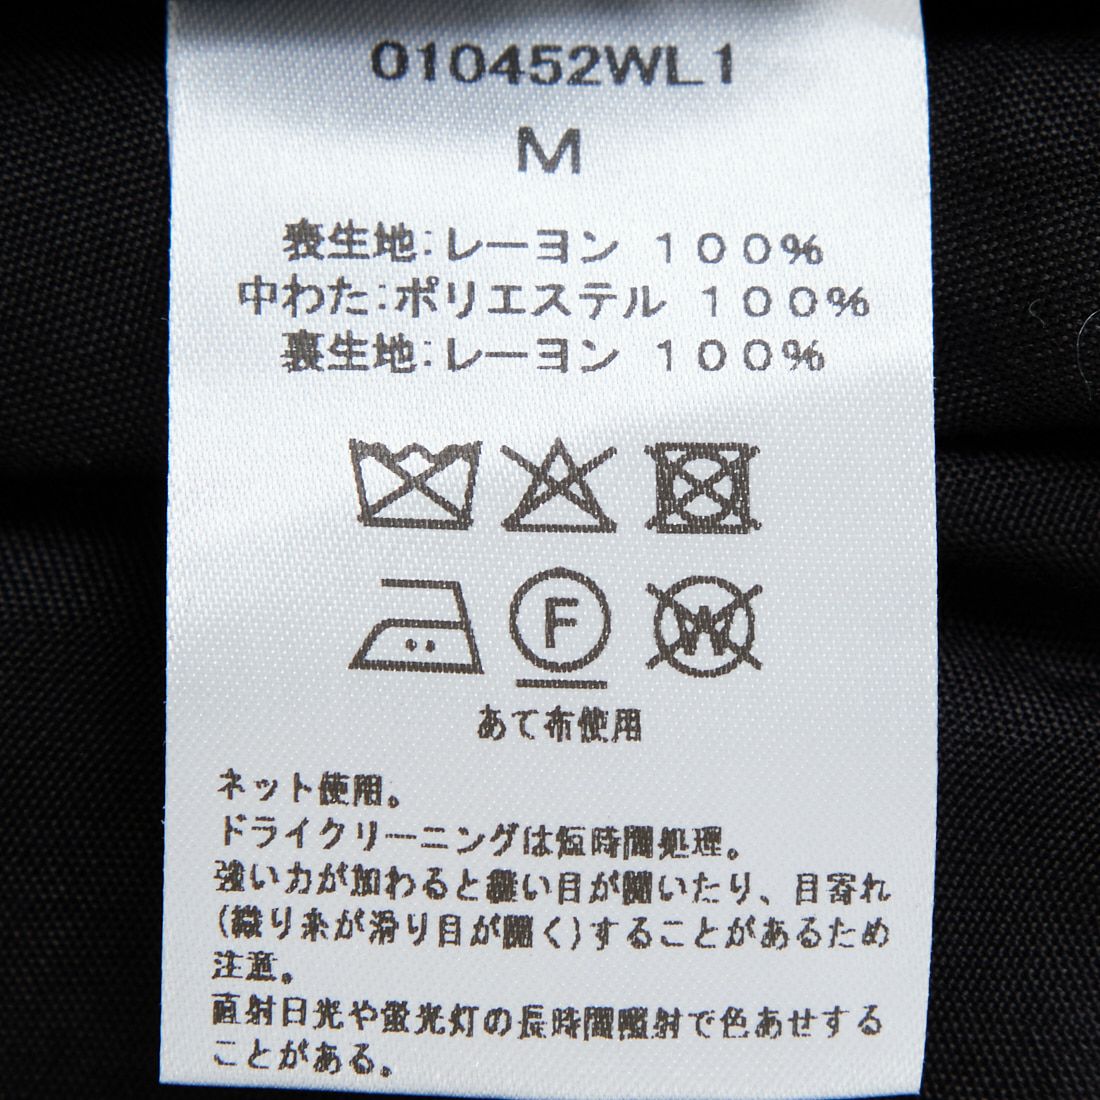 010452WL1
M
表生地:レーヨン 100%
中わた:ポリエステル 100%
裏生地:レーヨン 100%
F
W
あて布使用
ネット使用。
ドライクリーニングは短時間処理。
強い力が加わると縫い目が開いたり、目寄れ
(織り糸が滑り目が開く)することがあるため
注意。
直射日光や蛍光灯の長時間照射で色あせする
ことがある。